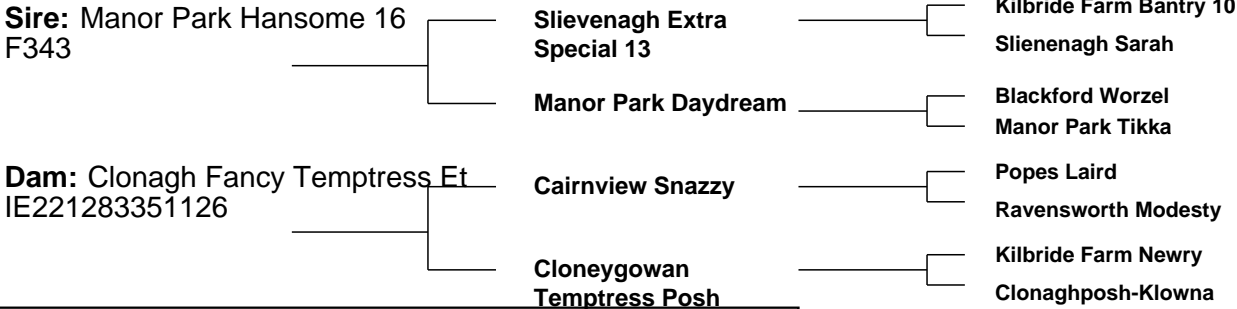 Sire: Manor Park Hansome 16
F343
Slievenagh Extra
Special 13
Kilbride Farm Bantry 10
Slienenagh Sarah
Manor Park Daydream
Blackford Worzel
Manor Park Tikka
Dam: Clonagh Fancy Temptress Et
IE221283351126
Cairnview Snazzy
Popes Laird
Ravensworth Modesty
Cloneygowan
Temptress Posh
Kilbride Farm Newry
Clonaghposh-Klowna